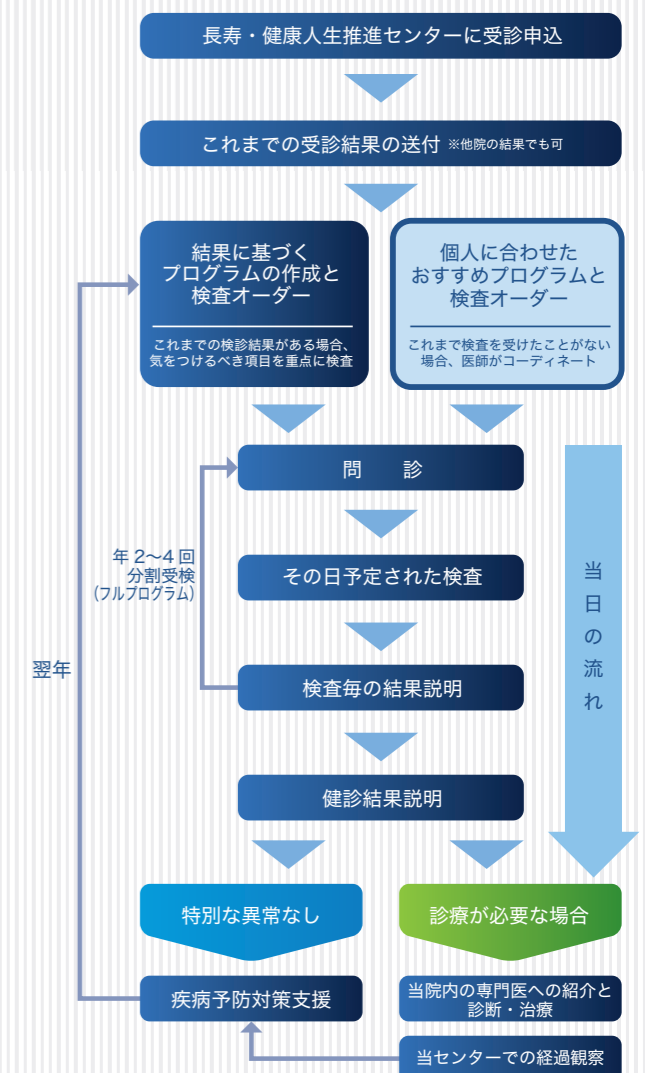 長寿・健康人生推進センターに受診申込
これまでの受診結果の送付 ※他院の結果でも可
結果に基づく
プログラムの作成と
検査オーダー
これまでの検診結果がある場合、
気をつけるべき項目を重点に検査
個人に合わせた
おすすめプログラムと
検査オーダー
これまで検査を受けたことがない
場合、医師がコーディネート
問　診
その日予定された検査
検査毎の結果説明
年2〜4回
分割受検
(フルプログラム)
翌年
当日の流れ
健診結果説明
特別な異常なし
診療が必要な場合
疾病予防対策支援
当院内の専門医への紹介と
診断・治療
当センターでの経過観察